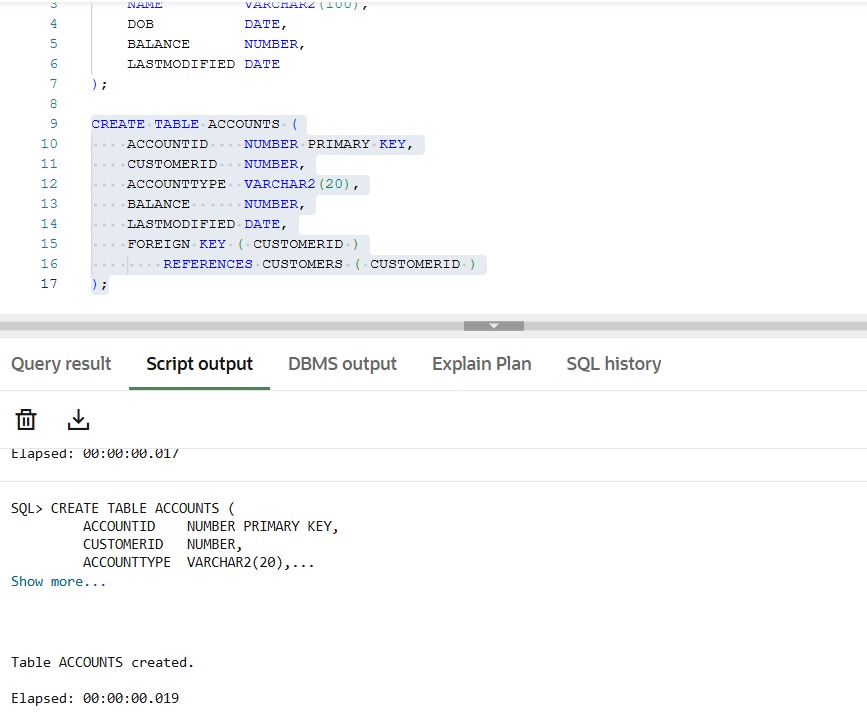 3 NAME VARCHAR2(100),
4 DOB DATE,
5 BALANCE NUMBER,
6 LASTMODIFIED DATE
7 );
8
9 CREATE TABLE ACCOUNTS (
10 ACCOUNTID NUMBER PRIMARY KEY,
11 CUSTOMERID NUMBER,
12 ACCOUNTTYPE VARCHAR2(20),
13 BALANCE NUMBER,
14 LASTMODIFIED DATE,
15 FOREIGN KEY ( CUSTOMERID )
16 REFERENCES CUSTOMERS ( CUSTOMERID )
17 );
Query result Script output DBMS output Explain Plan SQL history
Elapsed: 00:00:00.017
SQL> CREATE TABLE ACCOUNTS (
ACCOUNTID NUMBER PRIMARY KEY,
CUSTOMERID NUMBER,
ACCOUNTTYPE VARCHAR2(20),...
Show more...
Table ACCOUNTS created.
Elapsed: 00:00:00.019